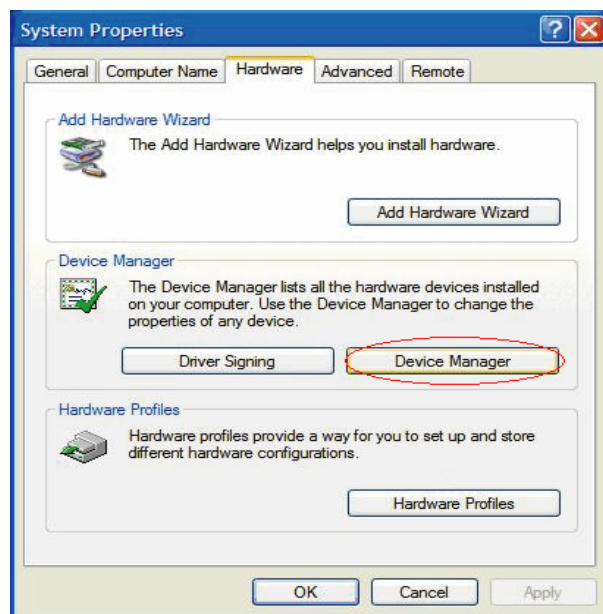 System Properties
General Computer Name Hardware Advanced Remote
Add Hardware Wizard
The Add Hardware Wizard helps you install hardware.
Add Hardware Wizard
Device Manager
The Device Manager lists all the hardware devices installed
on your computer. Use the Device Manager to change the
properties of any device.
Driver Signing Device Manager
Hardware Profiles
Hardware profiles provide a way for you to set up and store
different hardware configurations.
Hardware Profiles
OK Cancel Apply